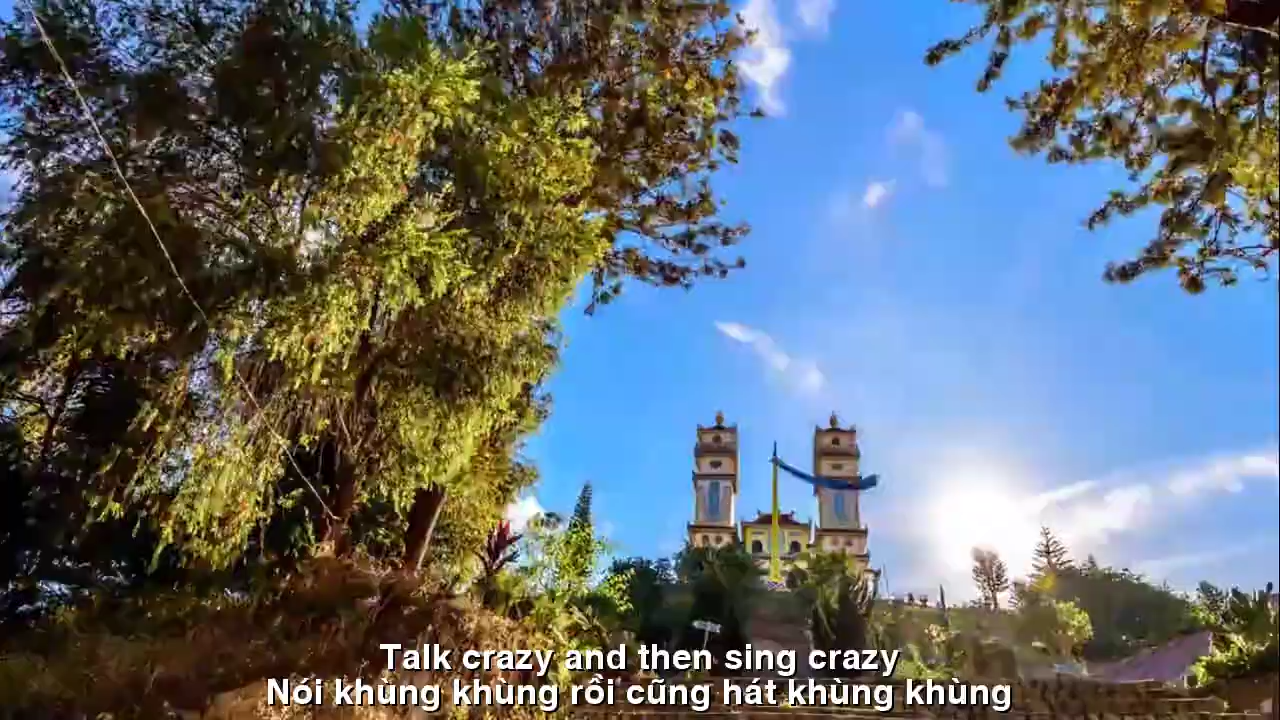 Talk crazy and then sing crazy
Nói khùng khùng rồi cũng hát khùng khùng